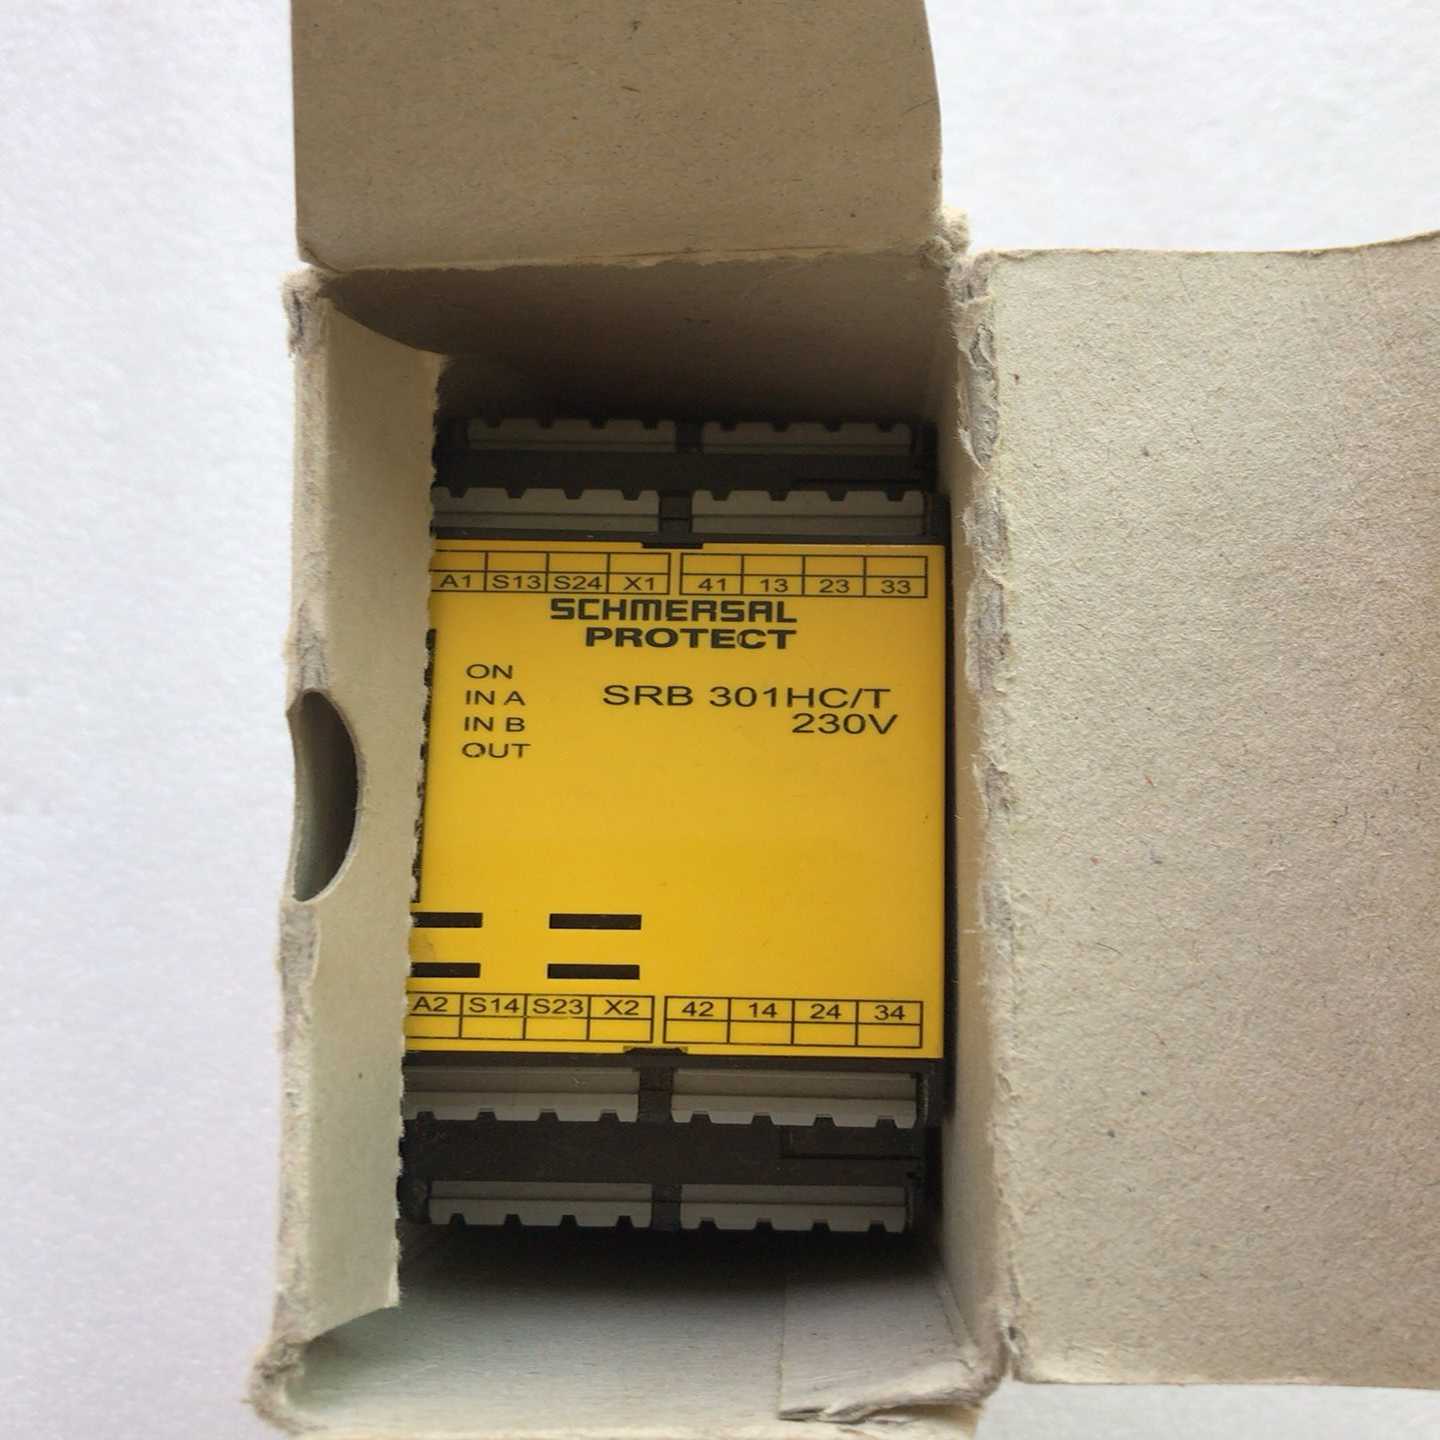 A1 S13 S24 X1 41 13 23 33
SCHMERSAL
PROTECT
ON
IN A
IN B
OUT
SRB 301HC/T
230V
A2 S14 S23 X2 42 14 24 34